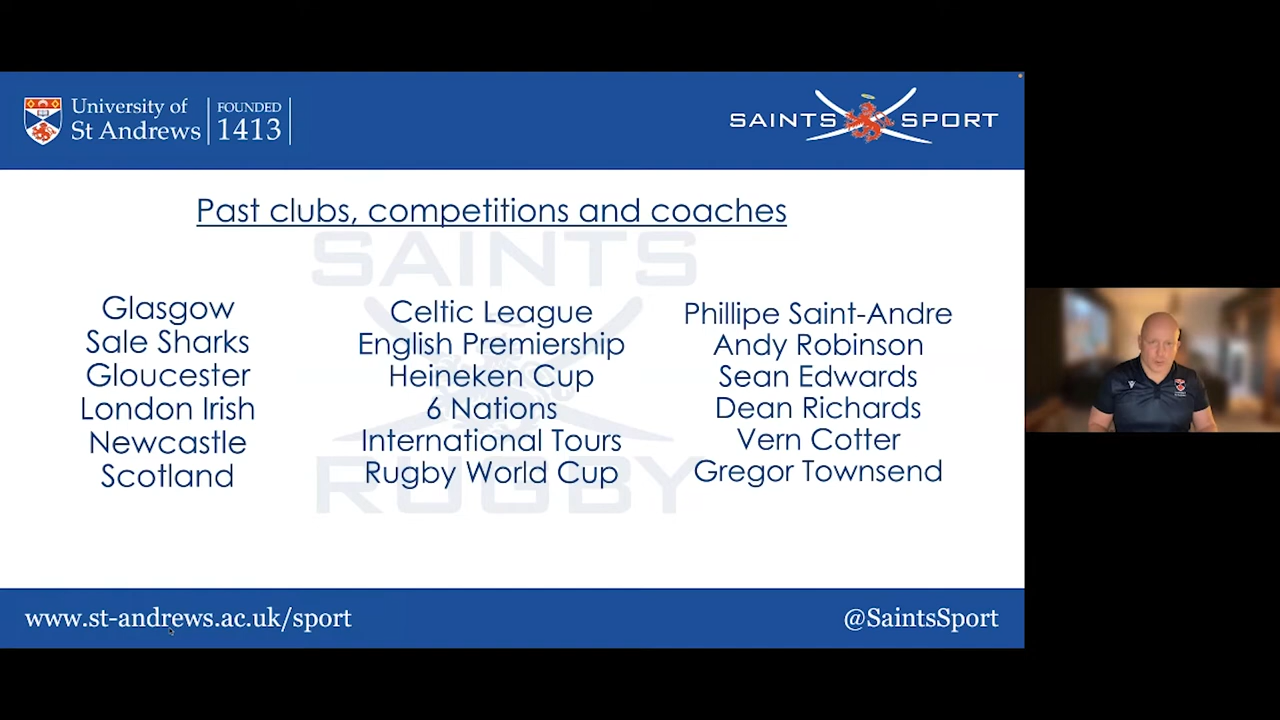 University of
St Andrews
FOUNDED
1413
SAINTS SPORT
Past clubs, competitions and coaches
SAINTS
RUGBY
Glasgow
Sale Sharks
Gloucester
London Irish
Newcastle
Scotland
Celtic League
English Premiership
Heineken Cup
6 Nations
International Tours
Rugby World Cup
Phillipe Saint-Andre
Andy Robinson
Sean Edwards
Dean Richards
Vern Cotter
Gregor Townsend
www.st-andrews.ac.uk/sport
@SaintsSport